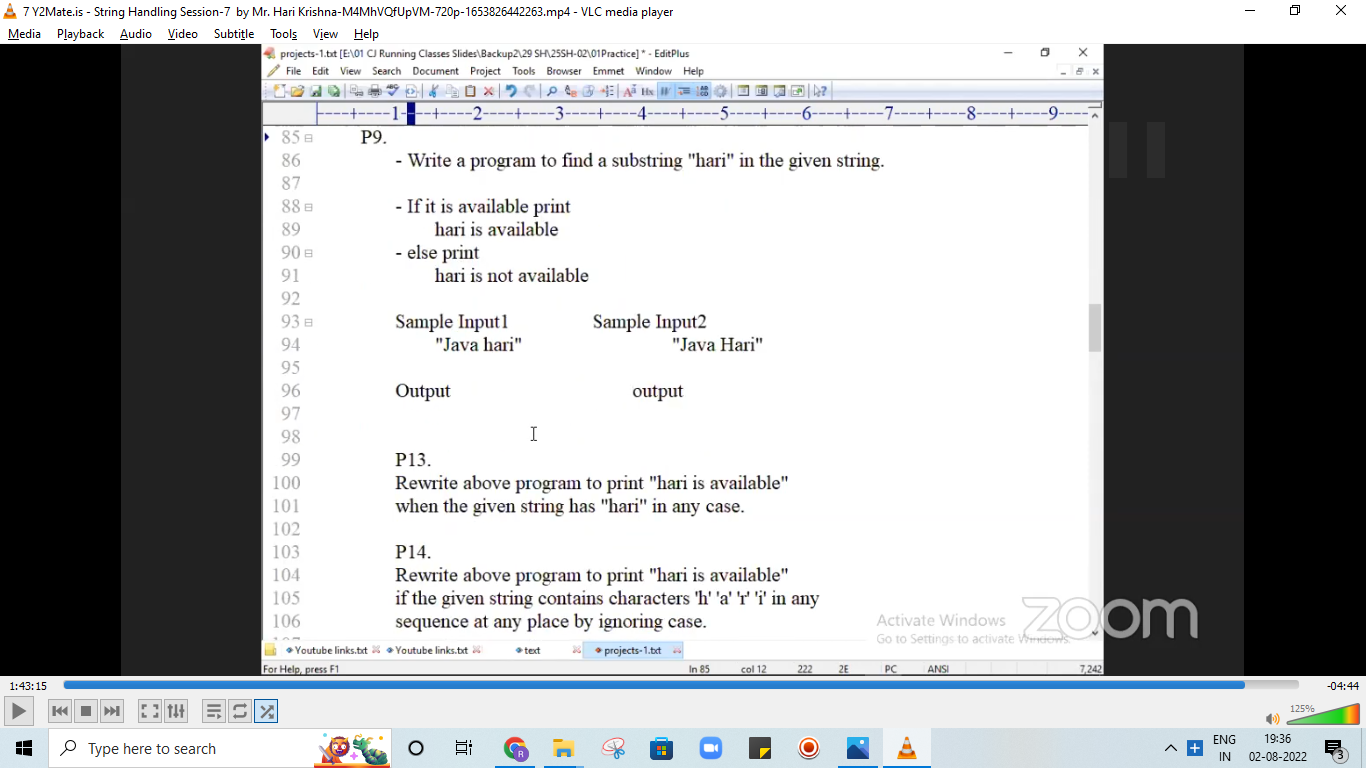 7 Y2Mate.is - String Handling Session-7 by Mr. Hari Krishna-M4MhVQfUpVM-720p-1653826442263.mp4 - VLC media player
Media Playback Audio Video Subtitle Tools View Help
projects-1.txt [E:\01 CJ Running Classes Slides\Backup2\29 SH\25SH-02\01Practice] * - EditPlus
File Edit View Search Document Project Tools Browser Emmet Window Help
----+----1----+----2----+----3----+----4----+----5----+----6----+----7----+----8----+----9----
85 P9.
86 - Write a program to find a substring "hari" in the given string.
87
88 - If it is available print
89 hari is available
90 - else print
91 hari is not available
92
93 Sample Input1 Sample Input2
94 "Java hari" "Java Hari"
95
96 Output output
97
98
99 P13.
100 Rewrite above program to print "hari is available"
101 when the given string has "hari" in any case.
102
103 P14.
104 Rewrite above program to print "hari is available"
105 if the given string contains characters 'h' 'a' 'r' 'i' in any
106 sequence at any place by ignoring case.
Activate Windows
Go to Settings to activate Windows.
zoom
Youtube links.txt Youtube links.txt text projects-1.txt
For Help, press F1 ln 85 col 12 222 2E PC ANSI 7,242
1:43:15 -04:44
125%
Type here to search
ENG 19:36
IN 02-08-2022 3